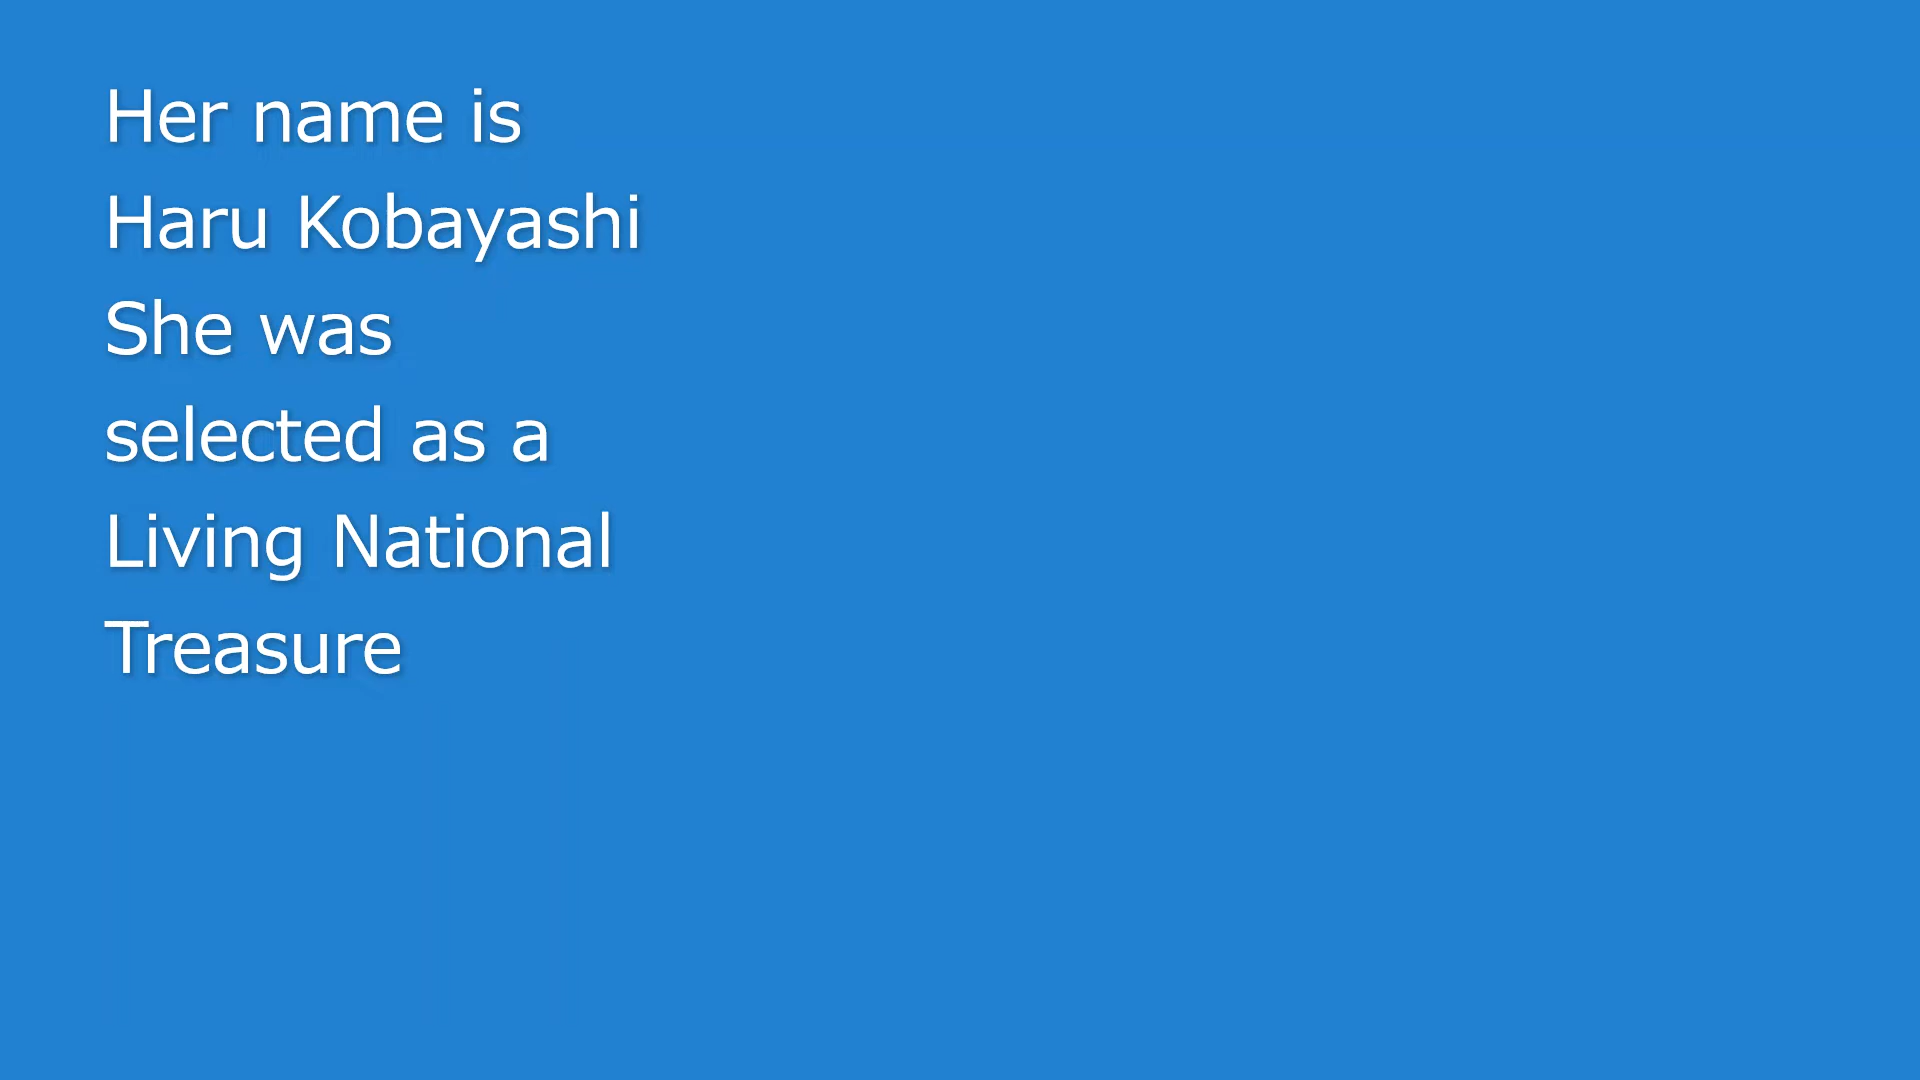 Her name is
Haru Kobayashi
She was
selected as a
Living National
Treasure